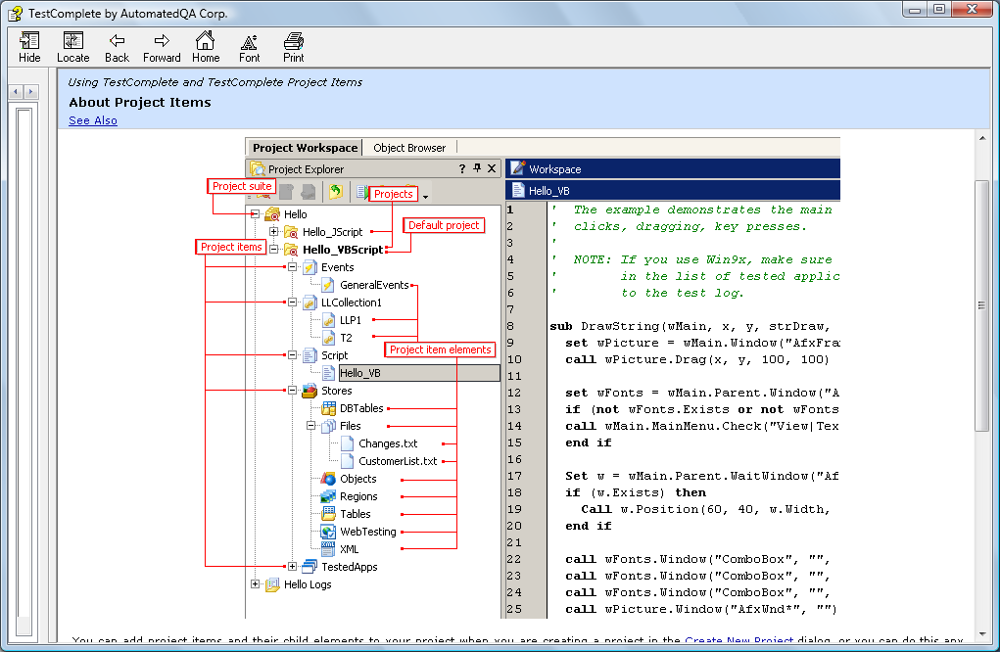 TestComplete by AutomatedQA Corp.
Hide Locate Back Forward Home Font Print
Using TestComplete and TestComplete Project Items
About Project Items
See Also
Project Workspace Object Browser
Project Explorer
Project suite
Projects
Default project
Project items
Project item elements
Hello
Hello_JScript
Hello_VBScript
Events
GeneralEvents
LLCollection1
LLP1
T2
Script
Hello_VB
Stores
DBTables
Files
Changes.txt
CustomerList.txt
Objects
Regions
Tables
WebTesting
XML
TestedApps
Hello Logs
Workspace
Hello_VB
1 ' The example demonstrates the main
2 ' clicks, dragging, key presses.
3 '
4 ' NOTE: If you use Win9x, make sure
5 ' in the list of tested applic
6 ' to the test log.
7
8 sub DrawString(wMain, x, y, strDraw,
9 set wPicture = wMain.Window("AfxFra
10 call wPicture.Drag(x, y, 100, 100)
11
12 set wFonts = wMain.Parent.Window("A
13 if (not wFonts.Exists or not wFonts
14 call wMain.MainMenu.Check("View|Tex
15 end if
16
17 Set w = wMain.Parent.WaitWindow("Af
18 if (w.Exists) then
19 Call w.Position(60, 40, w.Width,
20 end if
21
22 call wFonts.Window("ComboBox", "",
23 call wFonts.Window("ComboBox", "",
24 call wFonts.Window("ComboBox", "",
25 call wPicture.Window("AfxWnd*", "")
You can add project items and their child elements to your project when you are creating a project in the Create New Project dialog, or you can do this any